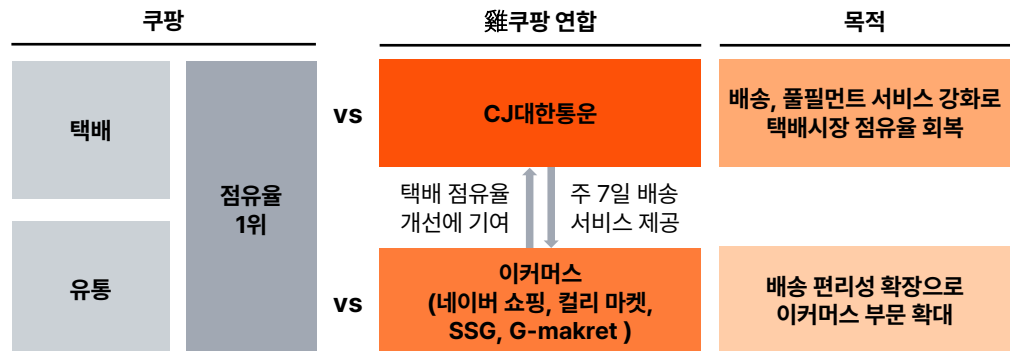 쿠팡
雞쿠팡 연합
목적
택배
유통
점유율
1위
vs
CJ대한통운
배송, 풀필먼트 서비스 강화로
택배시장 점유율 회복
택배 점유율
개선에 기여
주 7일 배송
서비스 제공
vs
이커머스
(네이버 쇼핑, 컬리 마켓,
SSG, G-makret )
배송 편리성 확장으로
이커머스 부문 확대